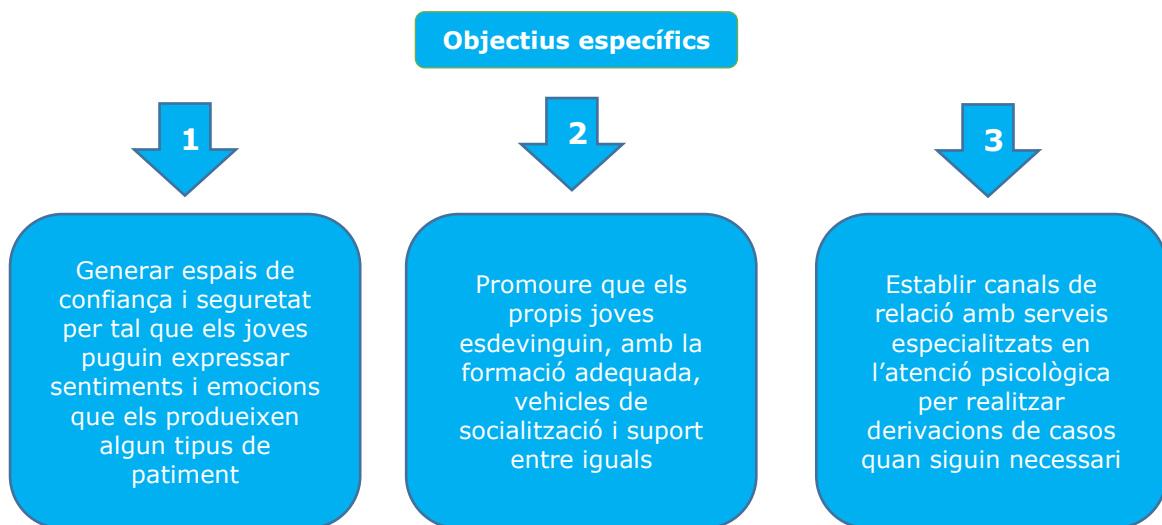 Objectius específics
1
Generar espais de
confiança i seguretat
per tal que els joves
puguin expressar
sentiments i emocions
que els produeixen
algun tipus de
patiment
2
Promoure que els
propis joves
esdevinguin, amb la
formació adequada,
vehicles de
socialització i suport
entre iguals
3
Establir canals de
relació amb serveis
especialitzats en
l’atenció psicològica
per realitzar
derivacions de casos
quan siguin necessari